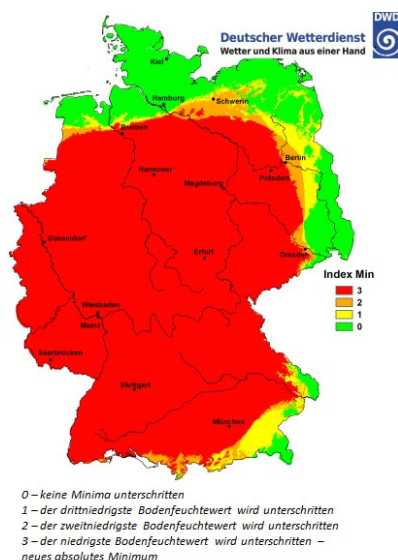 DWD
Deutscher Wetterdienst
Wetter und Klima aus einer Hand
Kiel
Hamburg
Schwerin
Bremen
Berlin
Hannover
Potsdam
Magdeburg
Düsseldorf
Erfurt
Dresden
Index Min
3
2
1
0
Wiesbaden
Mainz
Saarbrücken
Stuttgart
München
0 – keine Minima unterschritten
1 – der drittniedrigste Bodenfeuchtewert wird unterschritten
2 – der zweitniedrigste Bodenfeuchtewert wird unterschritten
3 – der niedrigste Bodenfeuchtewert wird unterschritten –
neues absolutes Minimum